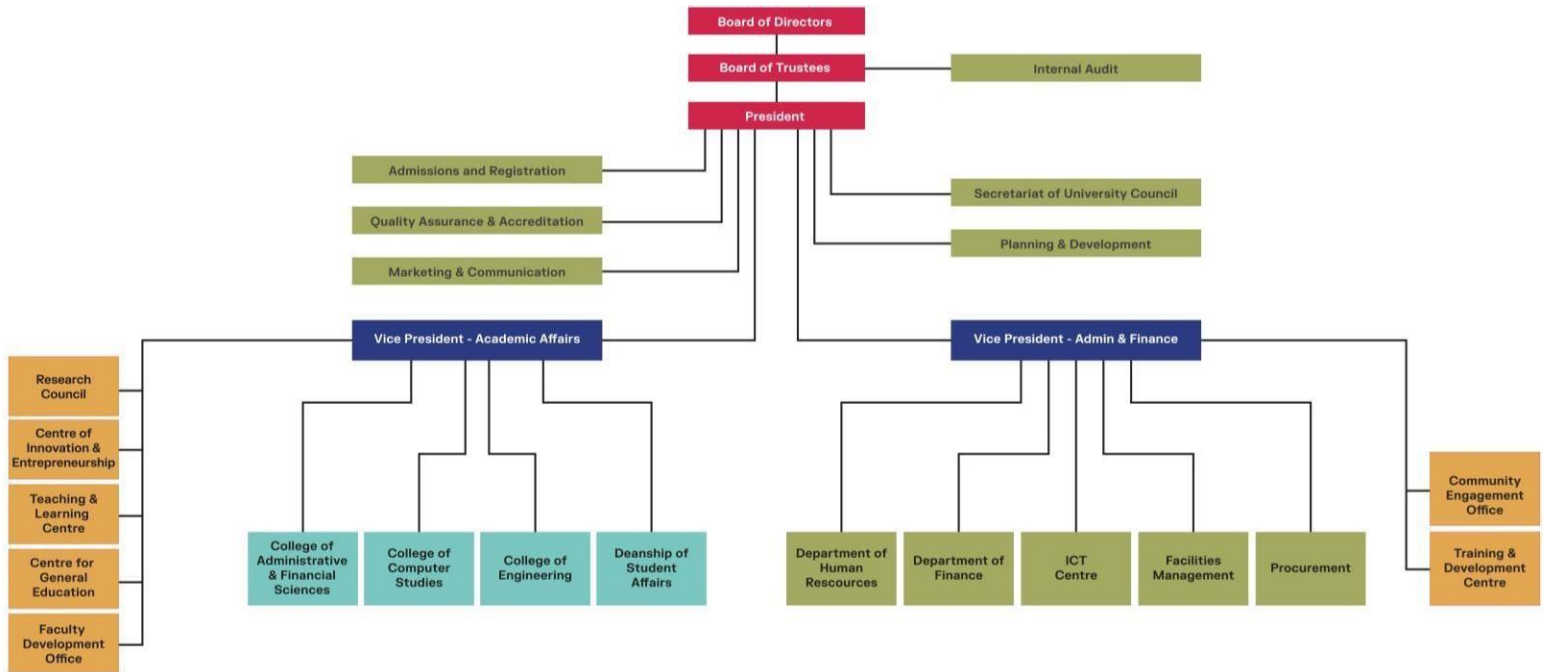 Board of Directors
Board of Trustees
Internal Audit
President
Admissions and Registration
Secretariat of University Council
Quality Assurance & Accreditation
Planning & Development
Marketing & Communication
Vice President - Academic Affairs
Vice President - Admin & Finance
Research
Council
Centre of
Innovation &
Entrepreneurship
Teaching &
Learning
Centre
Centre for
General
Education
Faculty
Development
Office
College of
Administrative
& Financial
Sciences
College of
Computer
Studies
College of
Engineering
Deanship of
Student
Affairs
Department of
Human
Rescources
Department of
Finance
ICT
Centre
Facilities
Management
Procurement
Community
Engagement
Office
Training &
Development
Centre